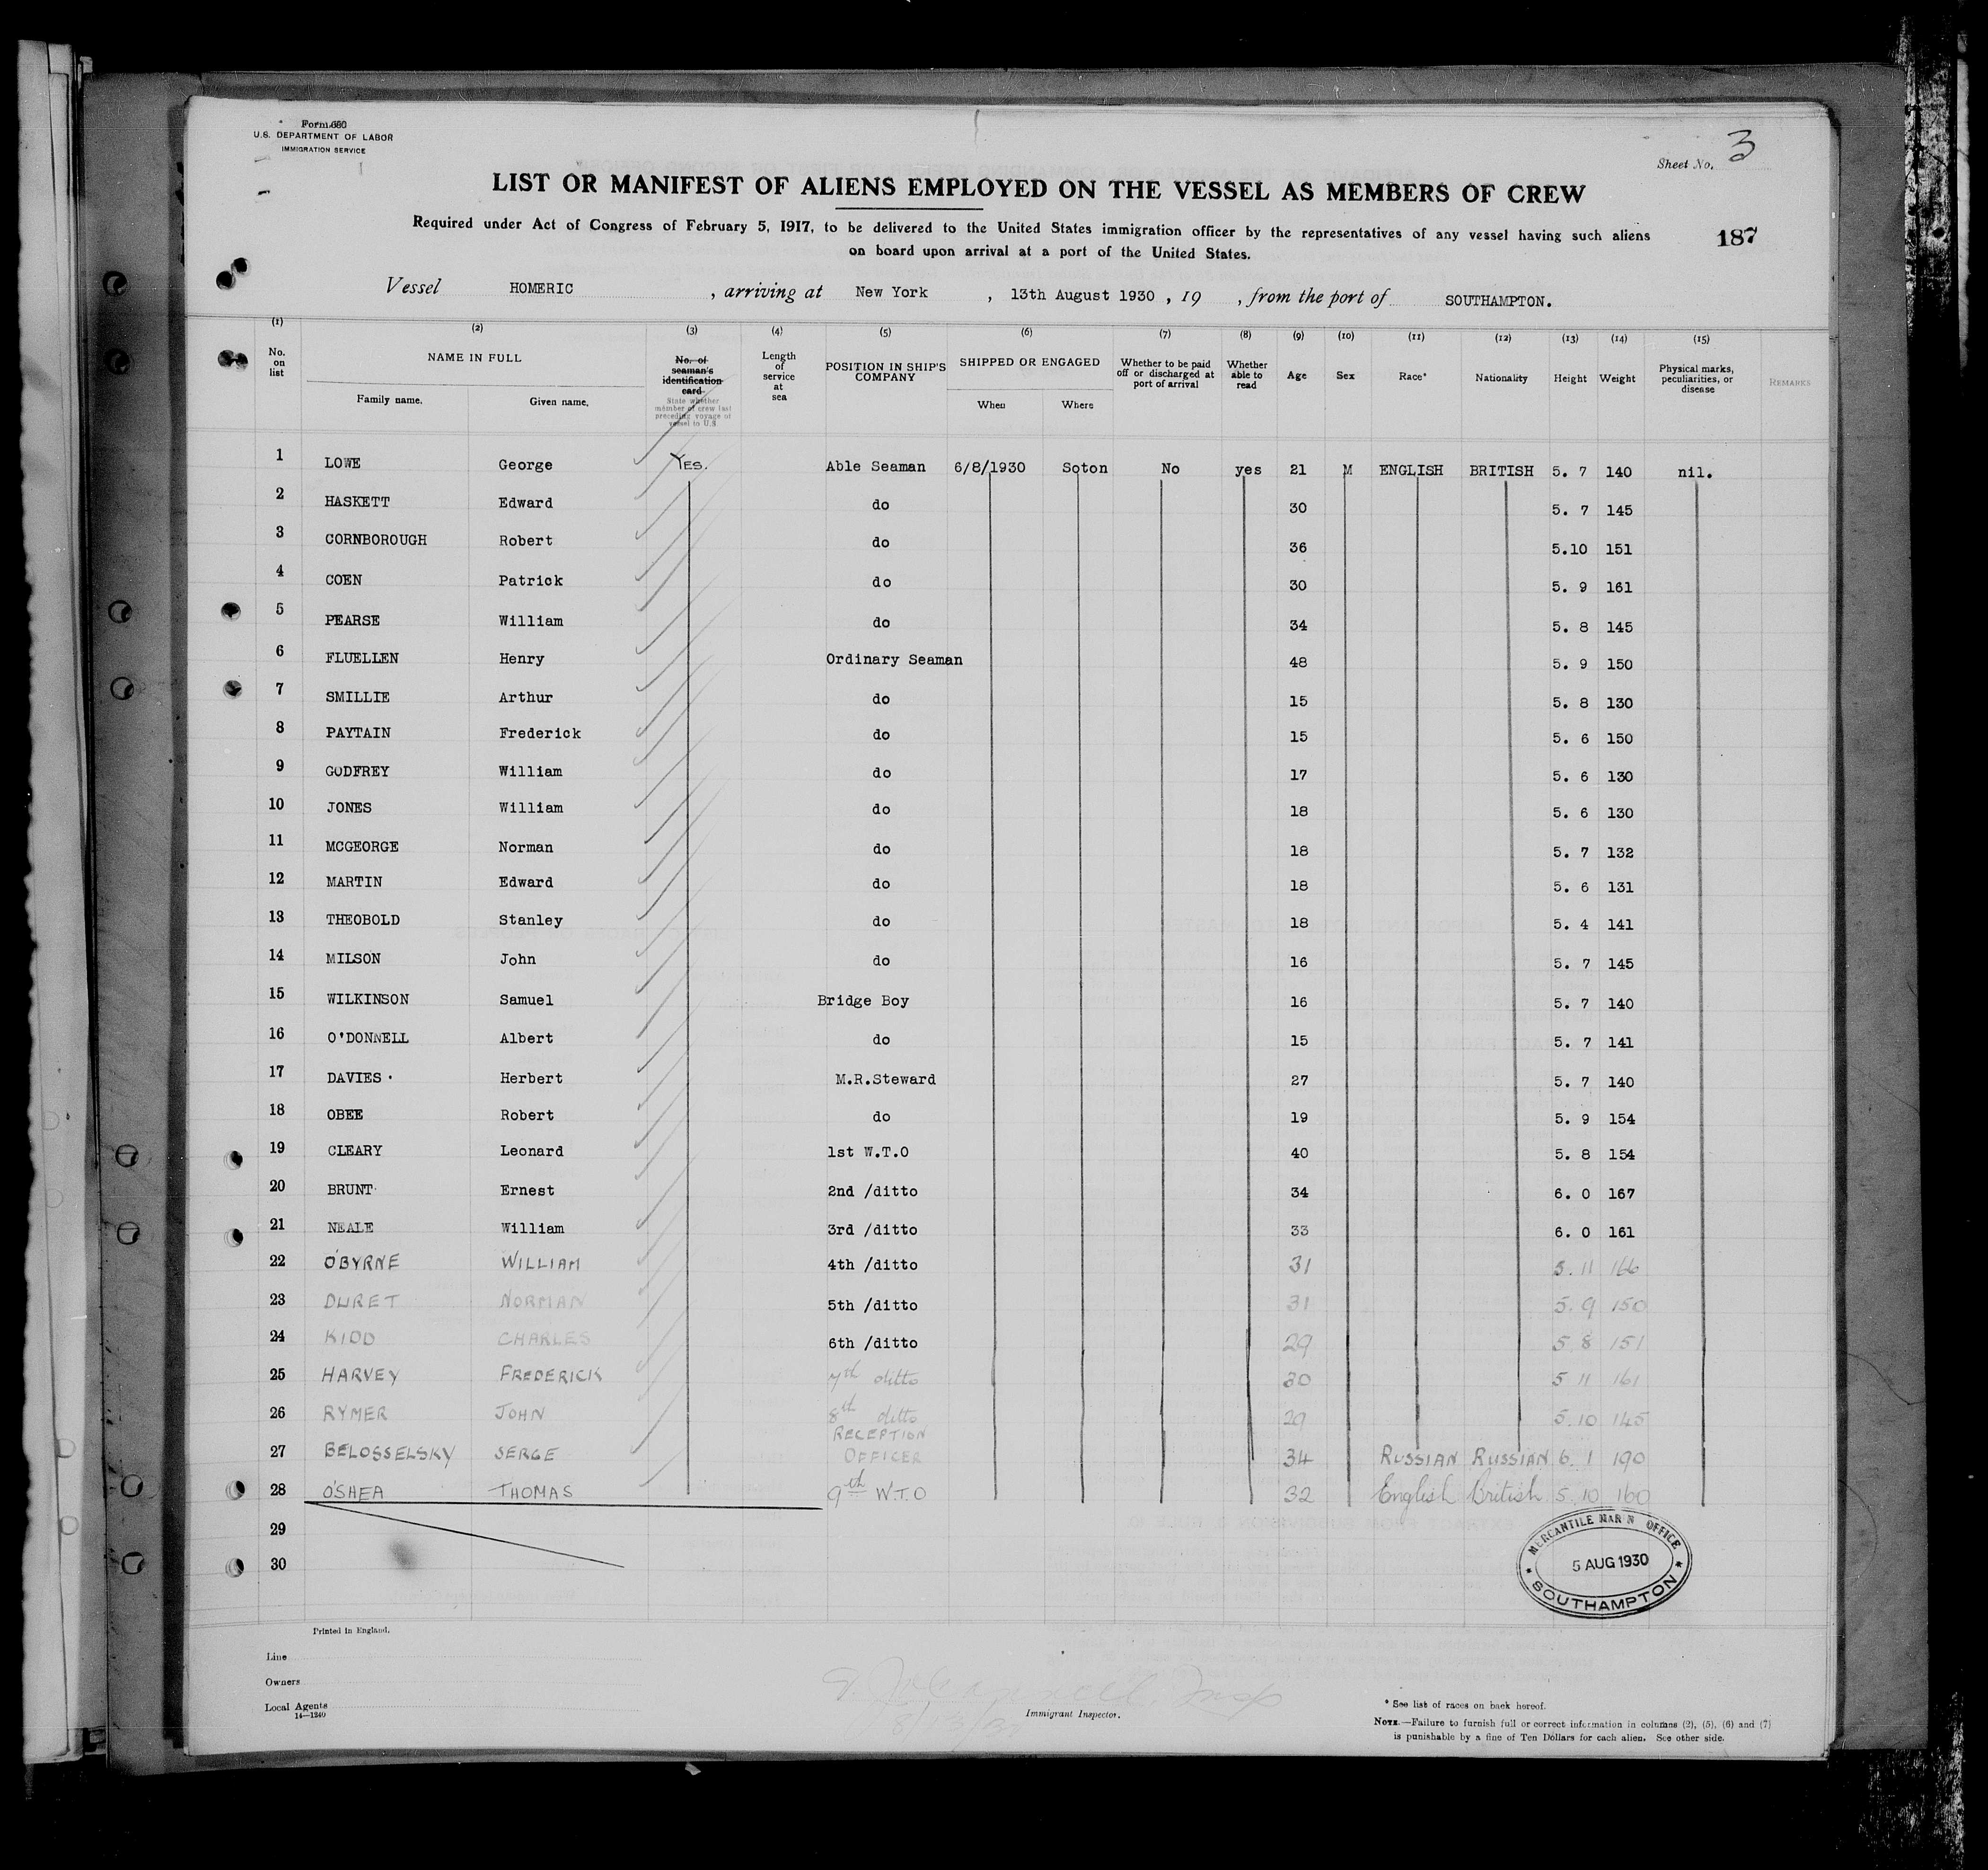 Form 680
U.S. DEPARTMENT OF LABOR
IMMIGRATION SERVICE
Sheet No. 3
LIST OR MANIFEST OF ALIENS EMPLOYED ON THE VESSEL AS MEMBERS OF CREW
Required under Act of Congress of February 5, 1917, to be delivered to the United States immigration officer by the representatives of any vessel having such aliens
on board upon arrival at a port of the United States.
187
Vessel HOMERIC , arriving at New York , 13th August 1930 , 19 , from the port of SOUTHAMPTON.
(1) (2) (3) (4) (5) (6) (7) (8) (9) (10) (11) (12) (13) (14) (15)
No. on list NAME IN FULL Family name. Given name. No. of seaman's identification card State whether member of crew last preceding voyage of vessel to U.S Length of service at sea POSITION IN SHIP'S COMPANY SHIPPED OR ENGAGED When Where Whether to be paid off or discharged at port of arrival Whether able to read Age Sex Race* Nationality Height Weight Physical marks, peculiarities, or disease REMARKS
1 LOWE George YES. Able Seaman 6/8/1930 Soton No yes 21 M ENGLISH BRITISH 5. 7 140 nil.
2 HASKETT Edward do 30 5. 7 145
3 CORNBOROUGH Robert do 36 5.10 151
4 COEN Patrick do 30 5. 9 161
5 PEARSE William do 34 5. 8 145
6 FLUELLEN Henry Ordinary Seaman 48 5. 9 150
7 SMILLIE Arthur do 15 5. 8 130
8 PAYTAIN Frederick do 15 5. 6 150
9 GODFREY William do 17 5. 6 130
10 JONES William do 18 5. 6 130
11 MCGEORGE Norman do 18 5. 7 132
12 MARTIN Edward do 18 5. 6 131
13 THEOBOLD Stanley do 18 5. 4 141
14 MILSON John do 16 5. 7 145
15 WILKINSON Samuel Bridge Boy 16 5. 7 140
16 O'DONNELL Albert do 15 5. 7 141
17 DAVIES Herbert M.R.Steward 27 5. 7 140
18 OBEE Robert do 19 5. 9 154
19 CLEARY Leonard 1st W.T.O 40 5. 8 154
20 BRUNT Ernest 2nd /ditto 34 6. 0 167
21 NEALE William 3rd /ditto 33 6. 0 161
22 O'BYRNE WILLIAM 4th /ditto 31 5. 11 166
23 DURET NORMAN 5th /ditto 31 5. 9 150
24 KIDD CHARLES 6th /ditto 29 5 8 151
25 HARVEY FREDERICK 7th ditto 30 5 11 161
26 RYMER JOHN 8th ditto 29 5.10 145
27 BELOSSELSKY SERGE RECEPTION OFFICER 34 RUSSIAN RUSSIAN 6. 1 190
28 O'SHEA THOMAS 9th W.T.O 32 English British 5. 10 160
29
30
MERCANTILE MARN OFFICE
5 AUG 1930
SOUTHAMPTON
Printed in England.
Line
Owners
Local Agents
14—1240
8/13/30
Immigrant Inspector.
* See list of races on back hereof.
NOTE.—Failure to furnish full or correct information in columns (2), (5), (6) and (7)
is punishable by a fine of Ten Dollars for each alien. See other side.